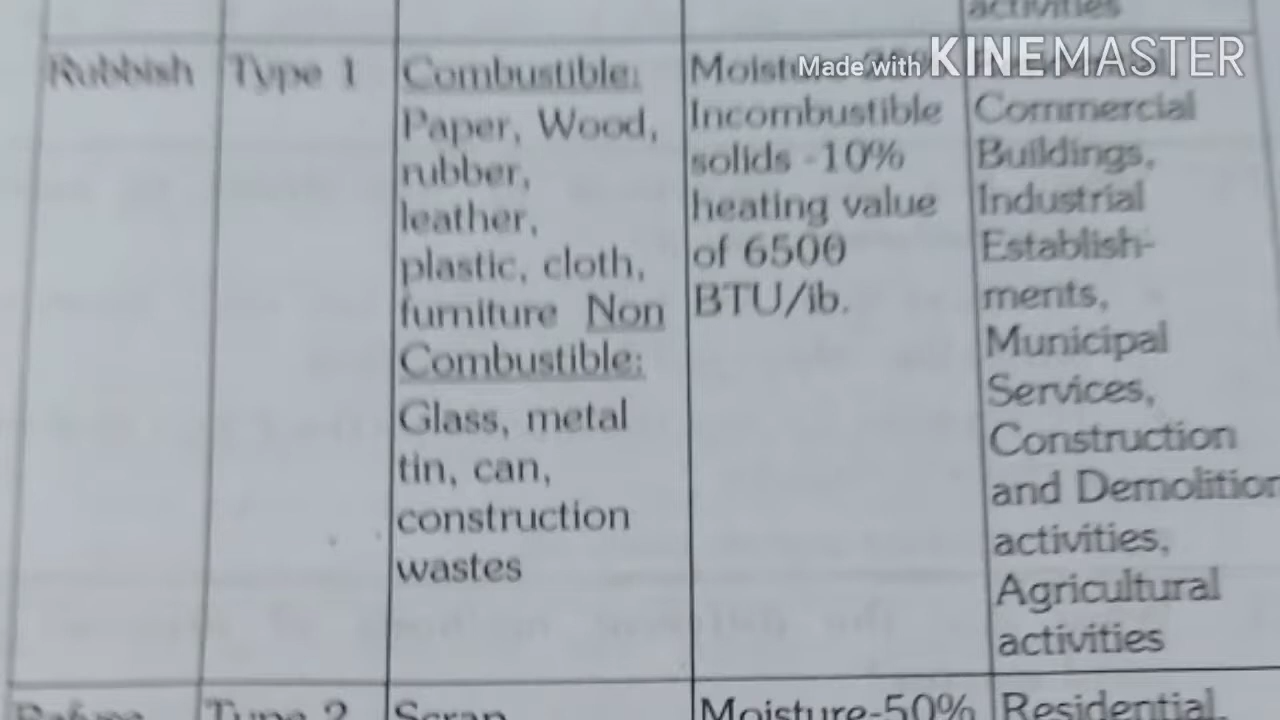 activities
Rubbish
Type 1
Combustible:
Paper, Wood,
rubber,
leather,
plastic, cloth,
furniture Non
Combustible:
Glass, metal
tin, can,
construction
wastes
Incombustible
solids -10%
heating value
of 6500
BTU/ib.
Made with KINEMASTER
Commercial
Buildings,
Industrial
Establish-
ments,
Municipal
Services,
Construction
and Demolition
activities,
Agricultural
activities
Refuse
Type 2
Scrap
Moisture-50%
Residential,